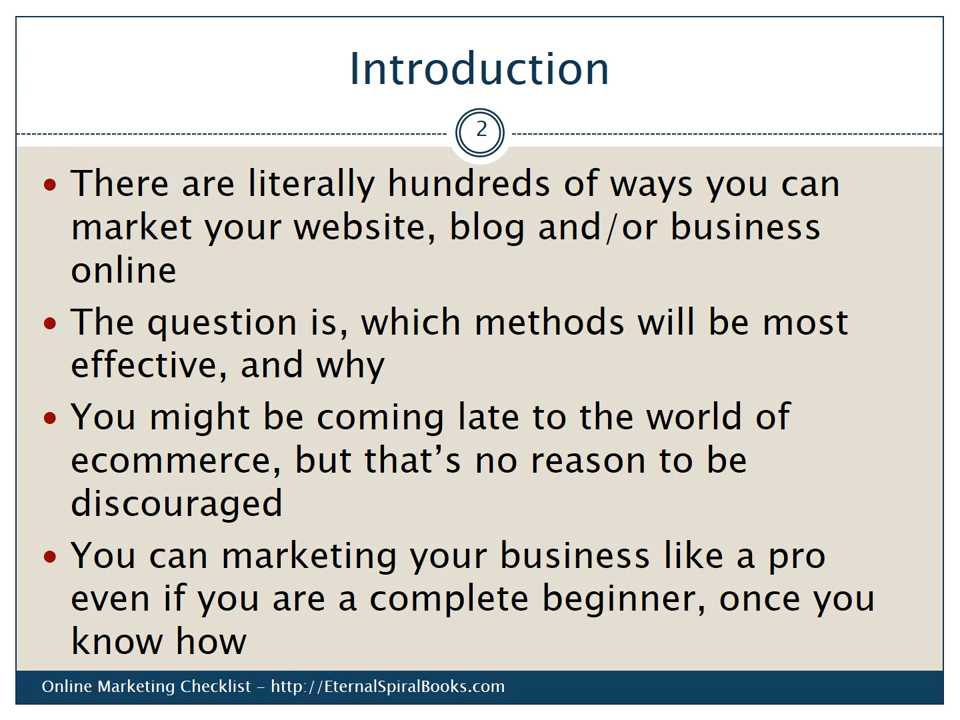 Introduction
2
• There are literally hundreds of ways you can
market your website, blog and/or business
online
• The question is, which methods will be most
effective, and why
• You might be coming late to the world of
ecommerce, but that’s no reason to be
discouraged
• You can marketing your business like a pro
even if you are a complete beginner, once you
know how
Online Marketing Checklist – http://EternalSpiralBooks.com